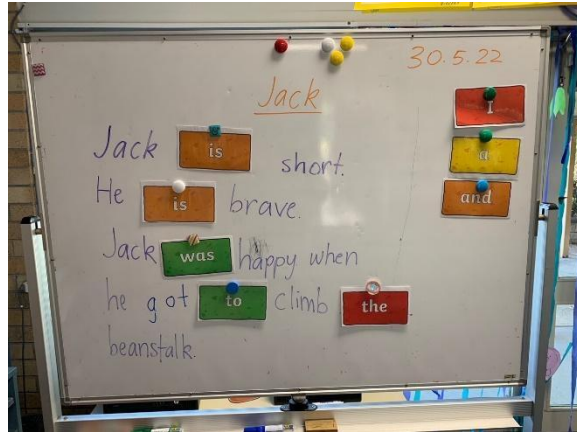 30.5.22
Jack
I
a
and
Jack is short.
He is brave.
Jack was happy when
he got to climb the
beanstalk.